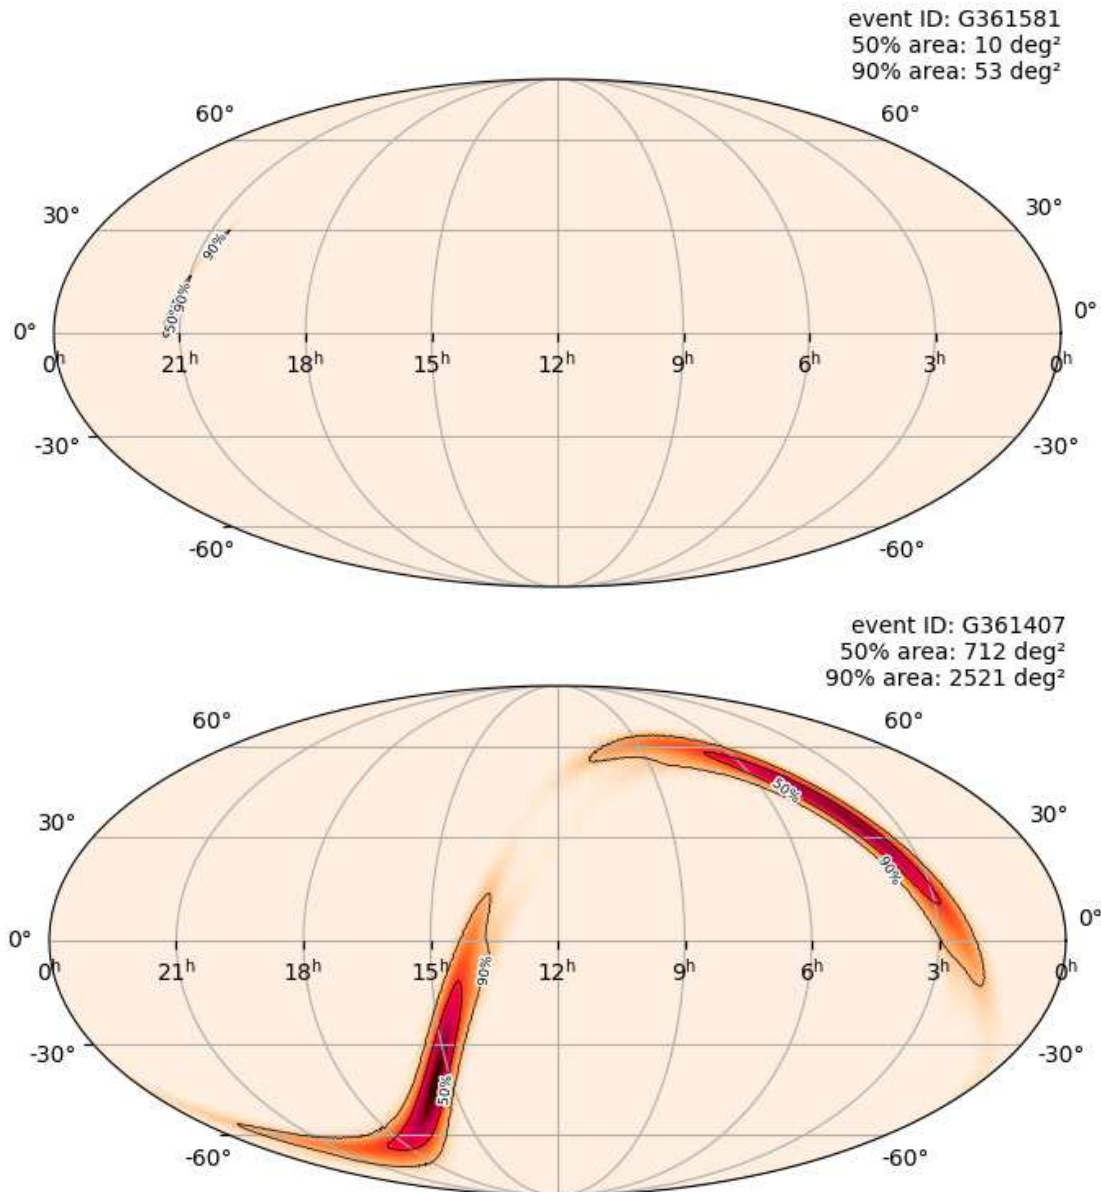 event ID: G361581
50% area: 10 deg²
90% area: 53 deg²
60° 60°
30° 30°
90%
90%
50%
0° 0°
0ʰ 21ʰ 18ʰ 15ʰ 12ʰ 9ʰ 6ʰ 3ʰ 0ʰ
-30° -30°
-60° -60°
event ID: G361407
50% area: 712 deg²
90% area: 2521 deg²
60° 60°
50%
30° 30°
90%
0° 0°
90%
0ʰ 21ʰ 18ʰ 15ʰ 12ʰ 9ʰ 6ʰ 3ʰ 0ʰ
-30° -30°
50%
-60° -60°